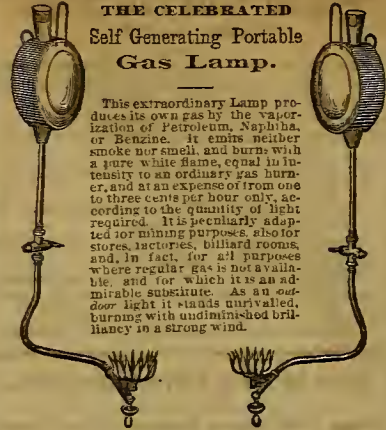 THE CELEBRATED
Self Generating Portable
Gas Lamp.
This extraordinary Lamp pro-
duces its own gas by the vapor-
ization of Petroleum, Naphtha,
or Benzine. It emits neither
smoke nor smell, and burns with
a pure white flame, equal in in-
tensity to an ordinary gas burn-
er, and at an expense of from one
to three cents per hour only, ac-
cording to the quantity of light
required. It is peculiarly adap-
ted for mining purposes, also for
stores, factories, billiard rooms,
and, in fact, for all purposes
where regular gas is not availa-
ble, and for which it is an ad-
mirable substitute. As an out-
door light it stands unrivalled,
burning with undiminished bril-
liancy in a strong wind.